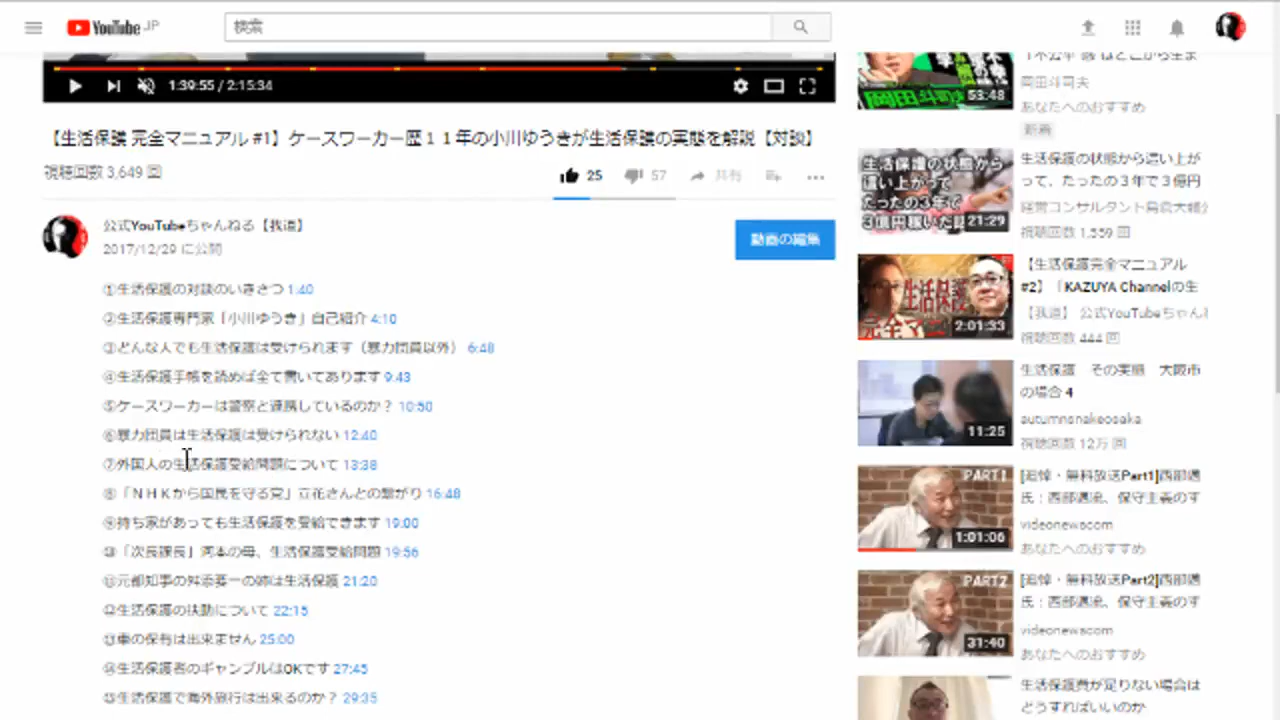 YouTube JP
検索
1:39:55 / 2:15:34
【生活保護 完全マニュアル #1】ケースワーカー歴１１年の小川ゆうきが生活保護の実態を解説【対談】
視聴回数 3,649 回
25
57
共有
公式YouTubeちゃんねる【我道】
2017/12/29 に公開
動画の編集
①生活保護の対談のいきさつ 1:40
②生活保護専門家「小川ゆうき」自己紹介 4:10
③どんな人でも生活保護は受けられます（暴力団員以外） 6:48
④生活保護手帳を読めば全て書いてあります 9:43
⑤ケースワーカーは警察と連携しているのか？ 10:50
⑥暴力団員は生活保護は受けられない 12:40
⑦外国人の生活保護受給問題について 13:38
⑧「ＮＨＫから国民を守る党」立花さんとの繋がり 16:48
⑨持ち家があっても生活保護を受給できます 19:00
⑩「次長課長」河本の母、生活保護受給問題 19:56
⑪元都知事の舛添要一の姉は生活保護 21:20
⑫生活保護の扶助について 22:15
⑬車の保有は出来ません 25:00
⑭生活保護者のギャンブルはOKです 27:45
⑮生活保護で海外旅行は出来るのか？ 29:35
53:48
岡田斗司夫
あなたへのおすすめ
新着
生活保護の状態から
這い上がって
たったの３年で
21:29
生活保護の状態から這い上が
って、たったの３年で３億円
視聴回数 1,559 回
生活保護
完全マニ
2:01:33
【生活保護完全マニュアル
#2】「KAZUYA Channelの生
【我道】 公式YouTubeちゃんね
視聴回数 444 回
11:25
生活保護 その実態 大阪市
の場合 4
autumnsnakeosaka
視聴回数 12万 回
PART1
1:01:06
[追悼・無料放送Part1]西部邁
氏：西部邁流、保守主義のす
videonewscom
あなたへのおすすめ
PART2
31:40
[追悼・無料放送Part2]西部邁
氏：西部邁流、保守主義のす
videonewscom
あなたへのおすすめ
生活保護費が足りない場合は
どうすればいいのか